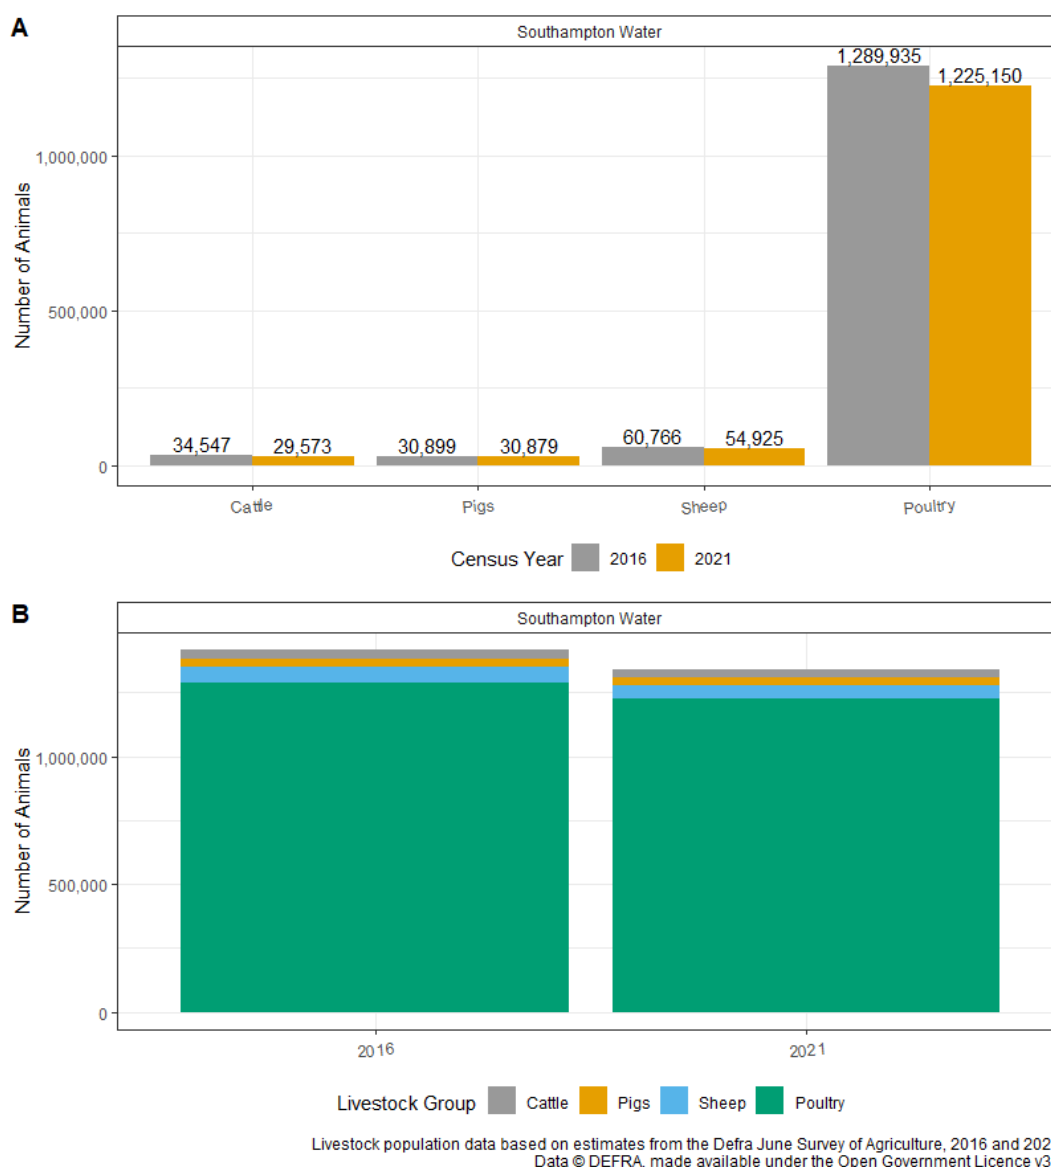 A
Southampton Water
1,289,935
1,225,150
1,000,000
500,000
0
Number of Animals
34,547
29,573
30,899
30,879
60,766
54,925
Cattle
Pigs
Sheep
Poultry
Census Year 2016 2021
B
Southampton Water
1,000,000
500,000
0
Number of Animals
2016
2021
Livestock Group Cattle Pigs Sheep Poultry
Livestock population data based on estimates from the Defra June Survey of Agriculture, 2016 and 202
Data © DEFRA, made available under the Open Government Licence v3